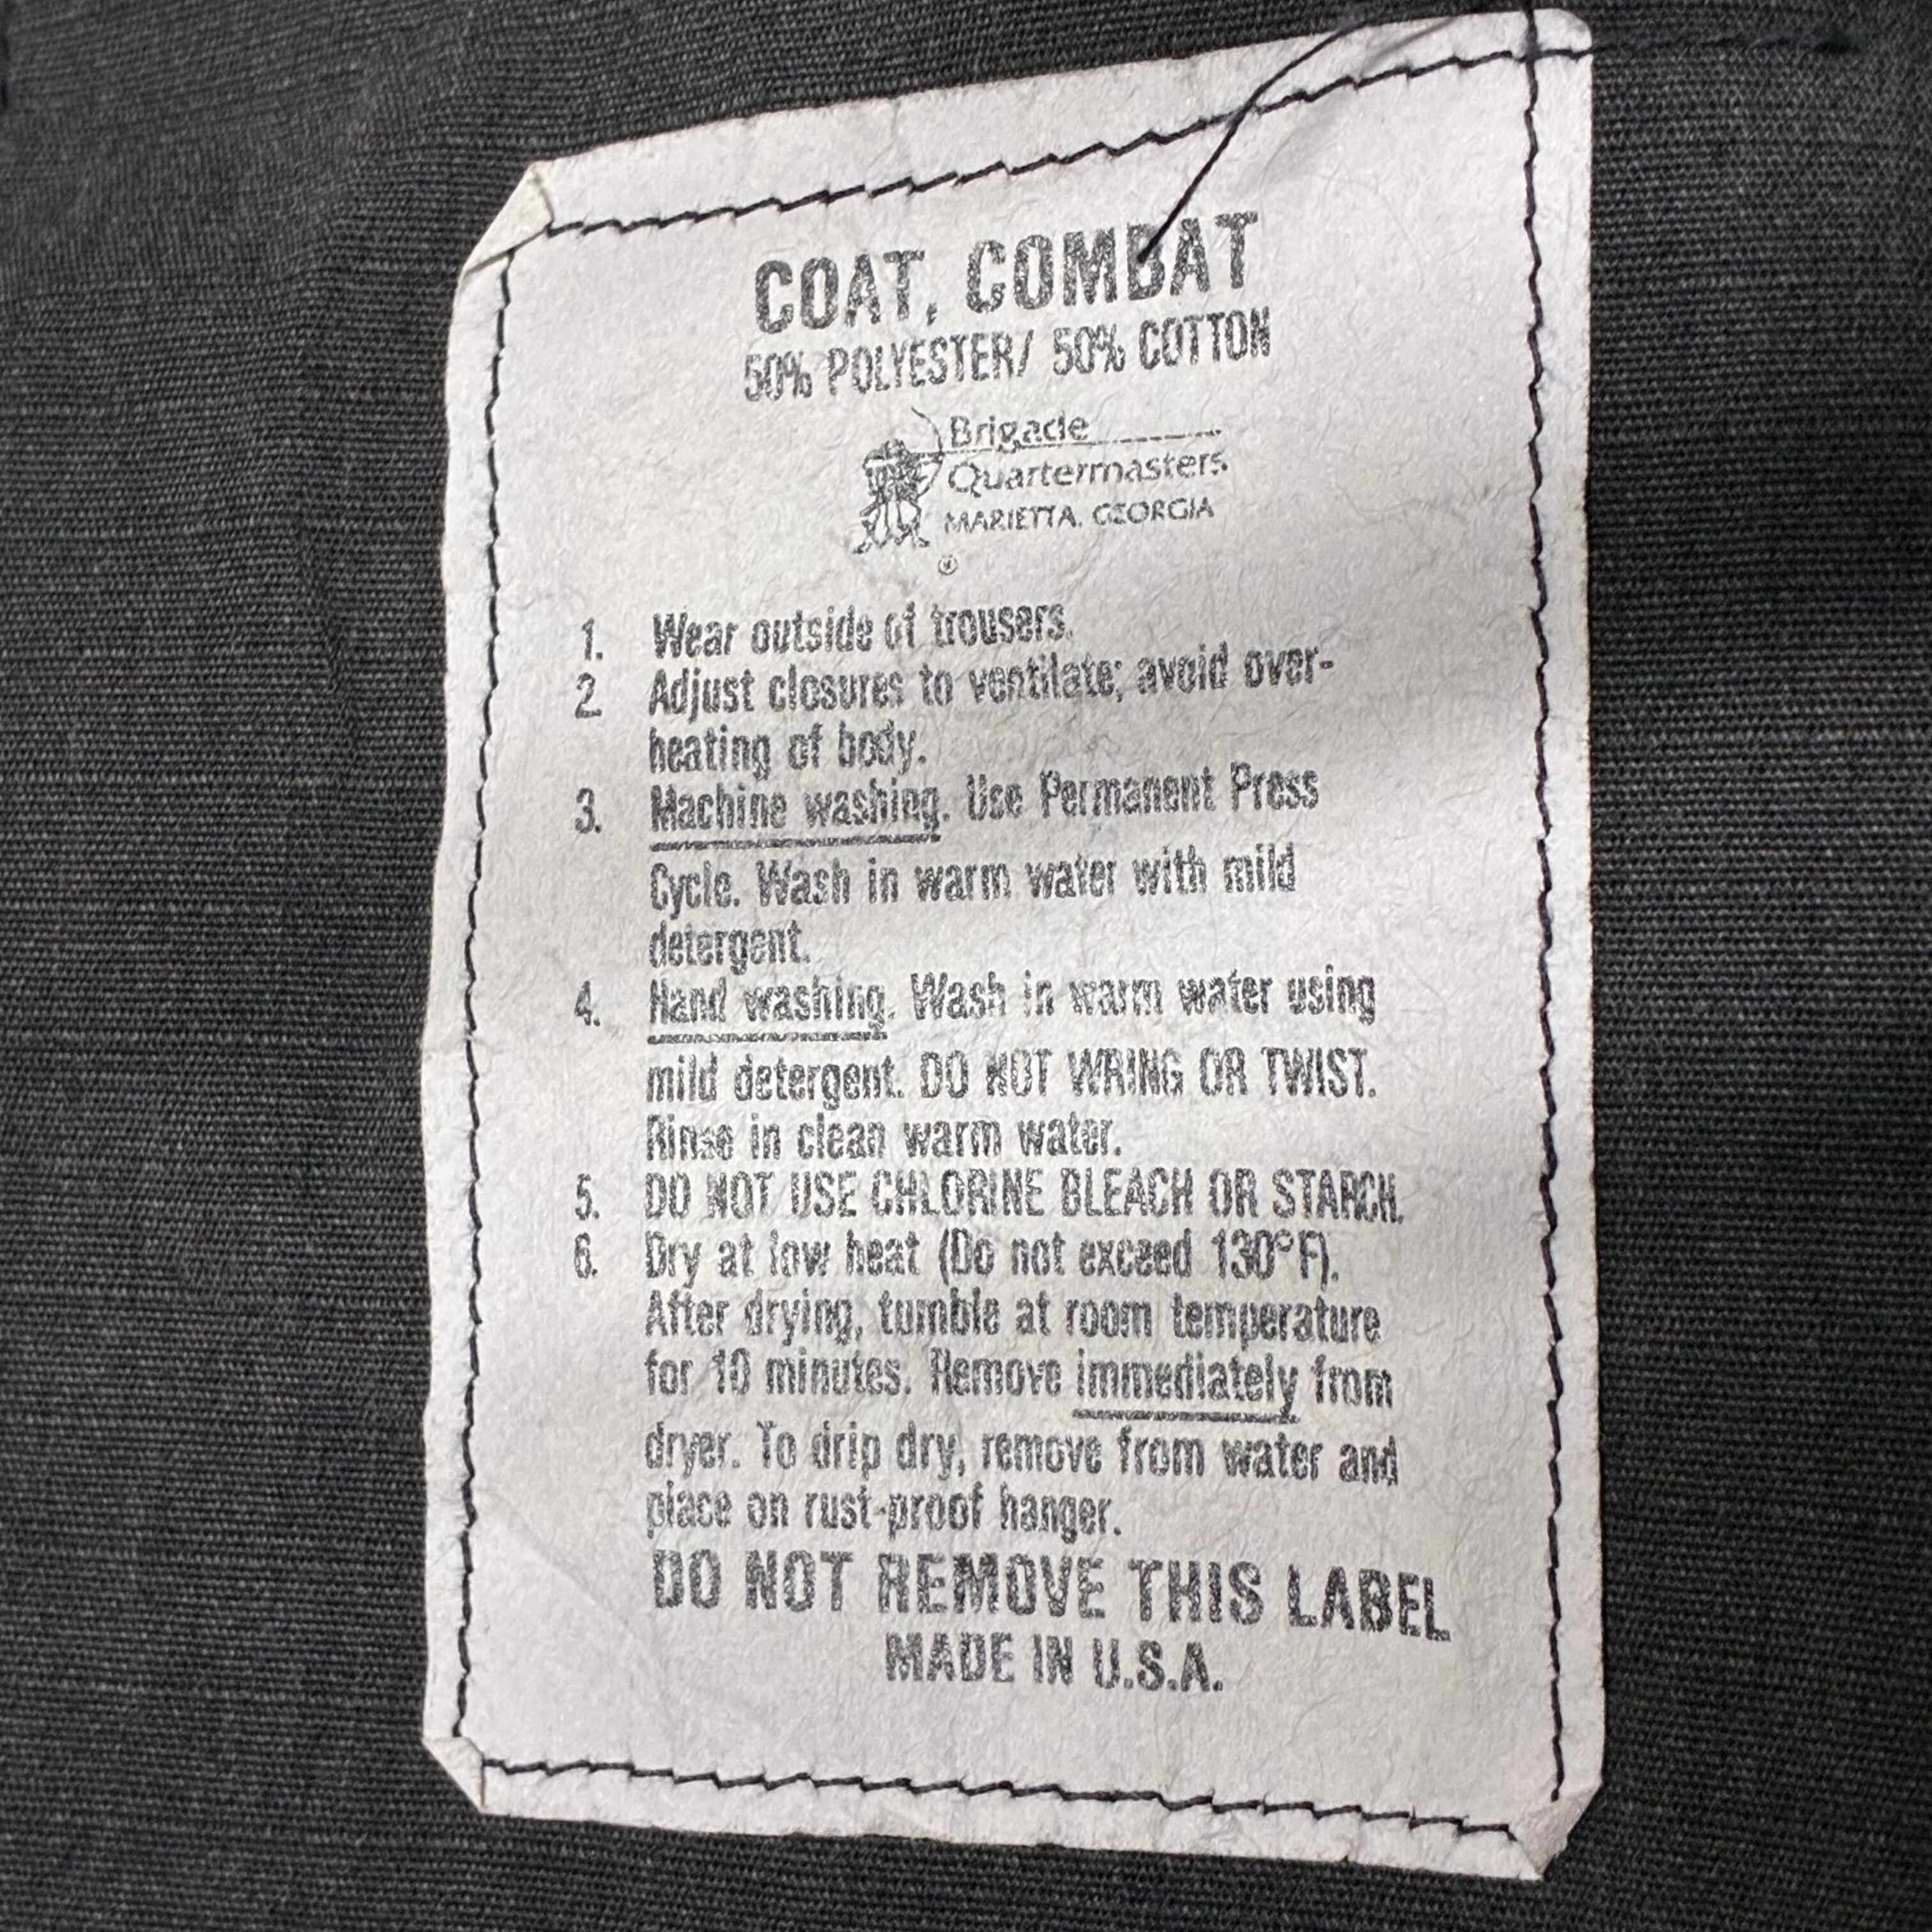 COAT, COMBAT
50% POLYESTER/ 50% COTTON
Brigade
Quartermasters
MARIETTA, GEORGIA
®
1. Wear outside of trousers.
2. Adjust closures to ventilate; avoid over-
heating of body.
3. Machine washing. Use Permanent Press
Cycle. Wash in warm water with mild
detergent.
4. Hand washing. Wash in warm water using
mild detergent. DO NOT WRING OR TWIST.
Rinse in clean warm water.
5. DO NOT USE CHLORINE BLEACH OR STARCH.
6. Dry at low heat (Do not exceed 130°F).
After drying, tumble at room temperature
for 10 minutes. Remove immediately from
dryer. To drip dry, remove from water and
place on rust-proof hanger.
DO NOT REMOVE THIS LABEL
MADE IN U.S.A.